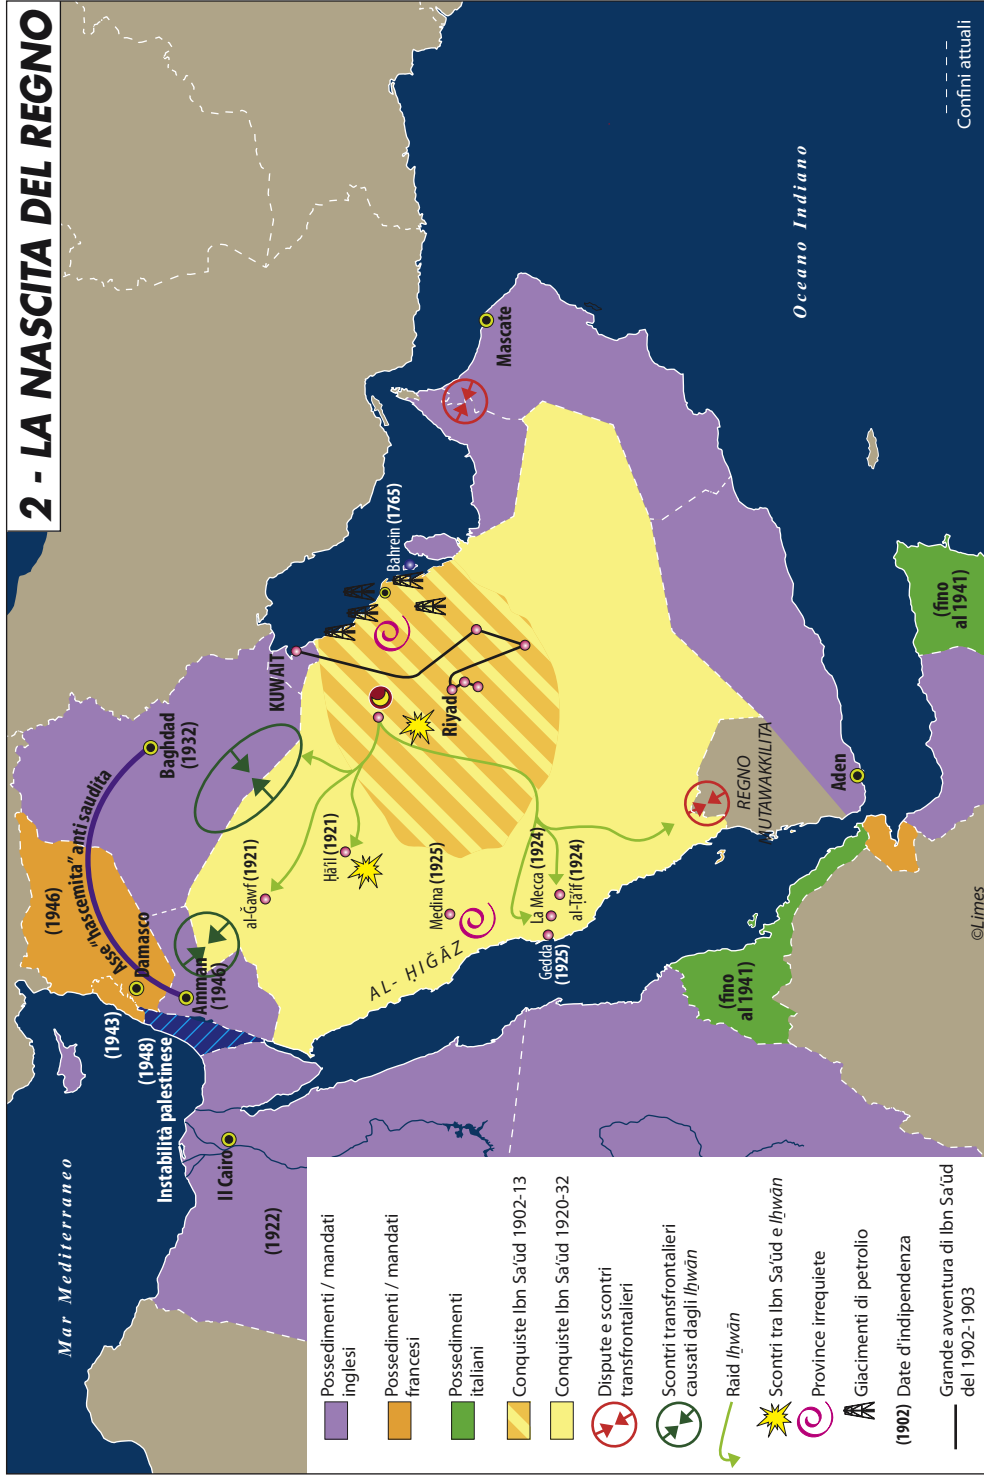 2 - LA NASCITA DEL REGNO
Mar Mediterraneo
(1946)
Asse “hascemita” anti saudita
Damasco
(1943)
Baghdad
(1932)
Amman
(1946)
(1948)
Instabilità palestinese
Il Cairo
(1922)
KUWAIT
al-Ğawf (1921)
Ḥā’il (1921)
Bahrein (1765)
Riyad
Medina (1925)
AL- ḤIĞĀZ
La Mecca (1924)
al-Ṭā’if (1924)
Gedda
(1925)
Mascate
REGNO
MUTAWAKKILITA
Aden
Oceano Indiano
(fino
al 1941)
(fino
al 1941)
Confini attuali
©Limes
Possedimenti / mandati
inglesi
Possedimenti / mandati
francesi
Possedimenti
italiani
Conquiste Ibn Sa‘ūd 1902-13
Conquiste Ibn Sa‘ūd 1920-32
Dispute e scontri
transfrontalieri
Scontri transfrontalieri
causati dagli Iḫwān
Raid Iḫwān
Scontri tra Ibn Sa‘ūd e Iḫwān
Province irrequiete
Giacimenti di petrolio
(1902) Date d’indipendenza
Grande avventura di Ibn Sa‘ūd
del 1902-1903